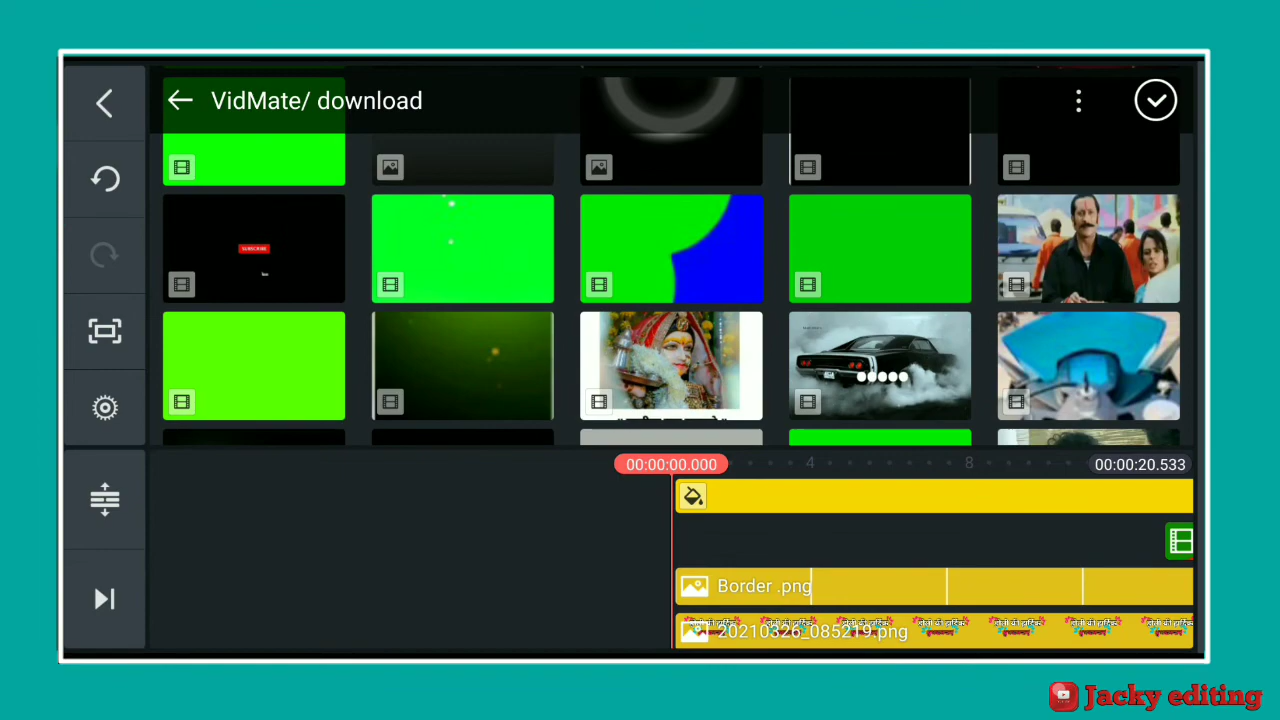 VidMate/ download
SUBSCRIBE
00:00:00.000
4
8
00:00:20.533
Border .png
20210326_085219.png
Jacky editing